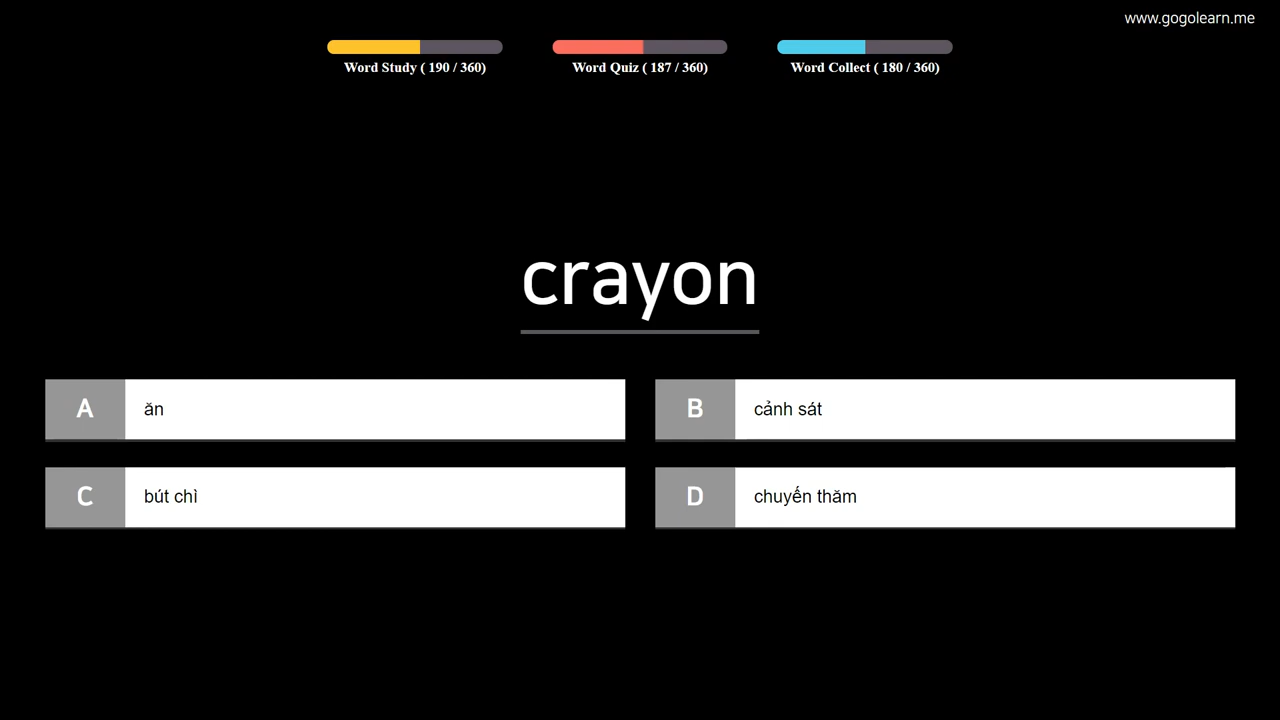 www.gogolearn.me
Word Study ( 190 / 360)
Word Quiz ( 187 / 360)
Word Collect ( 180 / 360)
crayon
A ăn
B cảnh sát
C bút chì
D chuyến thăm